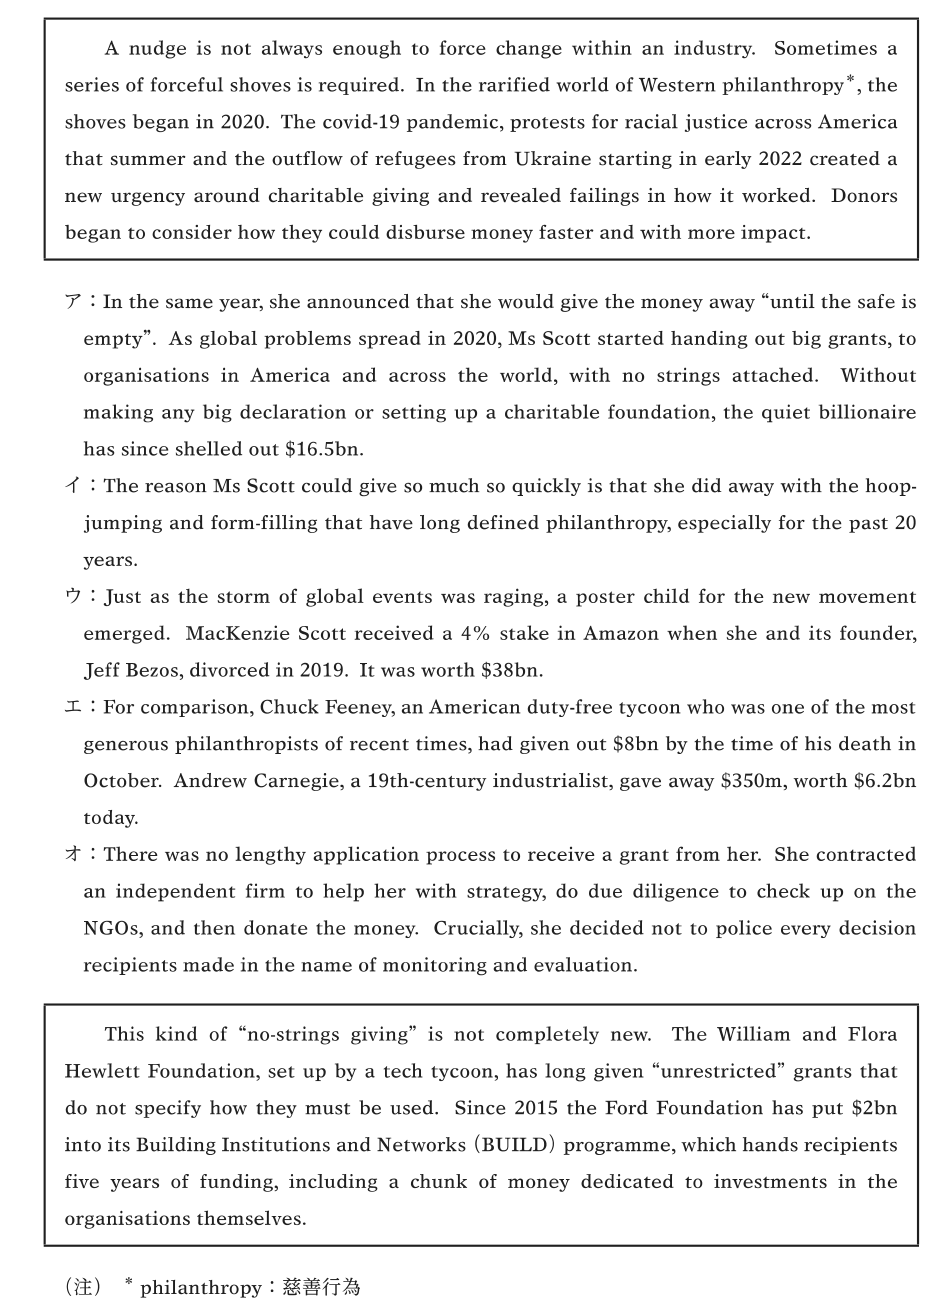 A nudge is not always enough to force change within an industry. Sometimes a
series of forceful shoves is required. In the rarified world of Western philanthropy*, the
shoves began in 2020. The covid-19 pandemic, protests for racial justice across America
that summer and the outflow of refugees from Ukraine starting in early 2022 created a
new urgency around charitable giving and revealed failings in how it worked. Donors
began to consider how they could disburse money faster and with more impact.
ア：In the same year, she announced that she would give the money away “until the safe is
empty”. As global problems spread in 2020, Ms Scott started handing out big grants, to
organisations in America and across the world, with no strings attached. Without
making any big declaration or setting up a charitable foundation, the quiet billionaire
has since shelled out $16.5bn.
イ：The reason Ms Scott could give so much so quickly is that she did away with the hoop-
jumping and form-filling that have long defined philanthropy, especially for the past 20
years.
ウ：Just as the storm of global events was raging, a poster child for the new movement
emerged. MacKenzie Scott received a 4% stake in Amazon when she and its founder,
Jeff Bezos, divorced in 2019. It was worth $38bn.
エ：For comparison, Chuck Feeney, an American duty-free tycoon who was one of the most
generous philanthropists of recent times, had given out $8bn by the time of his death in
October. Andrew Carnegie, a 19th-century industrialist, gave away $350m, worth $6.2bn
today.
オ：There was no lengthy application process to receive a grant from her. She contracted
an independent firm to help her with strategy, do due diligence to check up on the
NGOs, and then donate the money. Crucially, she decided not to police every decision
recipients made in the name of monitoring and evaluation.
This kind of “no-strings giving” is not completely new. The William and Flora
Hewlett Foundation, set up by a tech tycoon, has long given “unrestricted” grants that
do not specify how they must be used. Since 2015 the Ford Foundation has put $2bn
into its Building Institutions and Networks（BUILD）programme, which hands recipients
five years of funding, including a chunk of money dedicated to investments in the
organisations themselves.
（注） * philanthropy：慈善行為